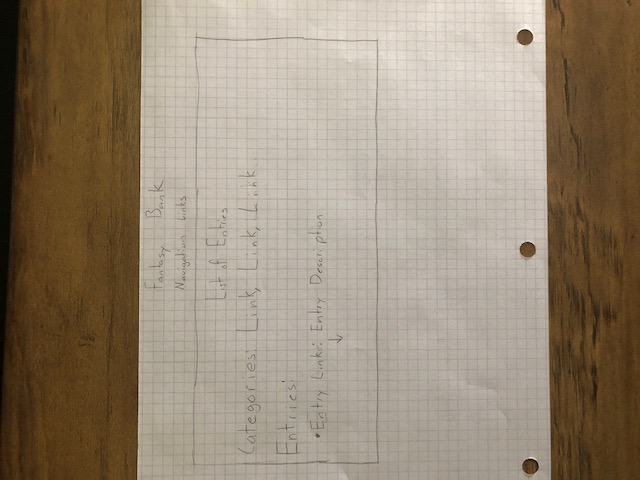 Fantasy Bank
Navigation Links
List of Entries
Categories: Link, Link, Link...
Entries:
• Entry Link: Entry Description
↓